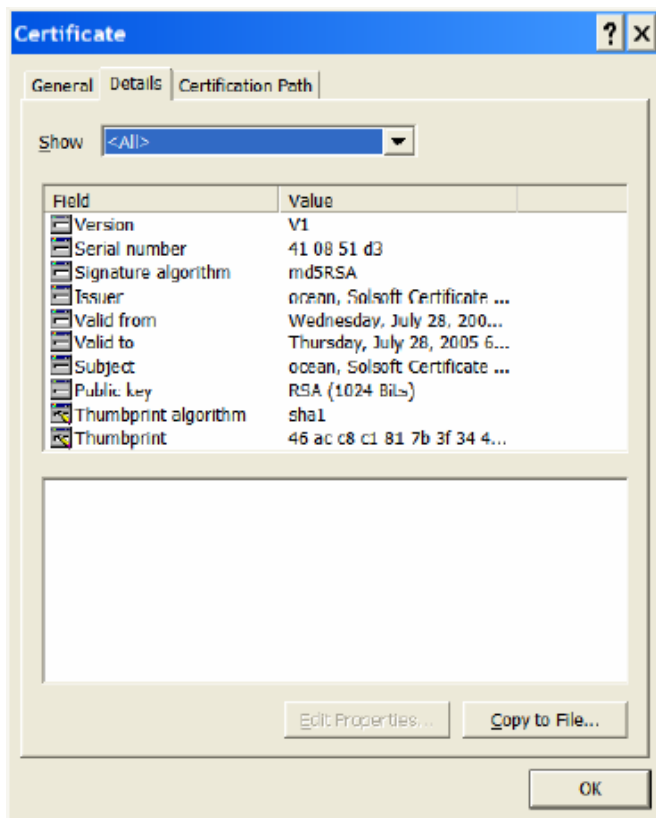 Certificate
General Details Certification Path
Show <All>
Field Value
Version V1
Serial number 41 08 51 d3
Signature algorithm md5RSA
Issuer ocean, Solsoft Certificate ...
Valid from Wednesday, July 28, 200...
Valid to Thursday, July 28, 2005 6...
Subject ocean, Solsoft Certificate ...
Public key RSA (1024 Bits)
Thumbprint algorithm sha1
Thumbprint 46 ac c8 c1 81 7b 3f 34 4...
Edit Properties... Copy to File...
OK